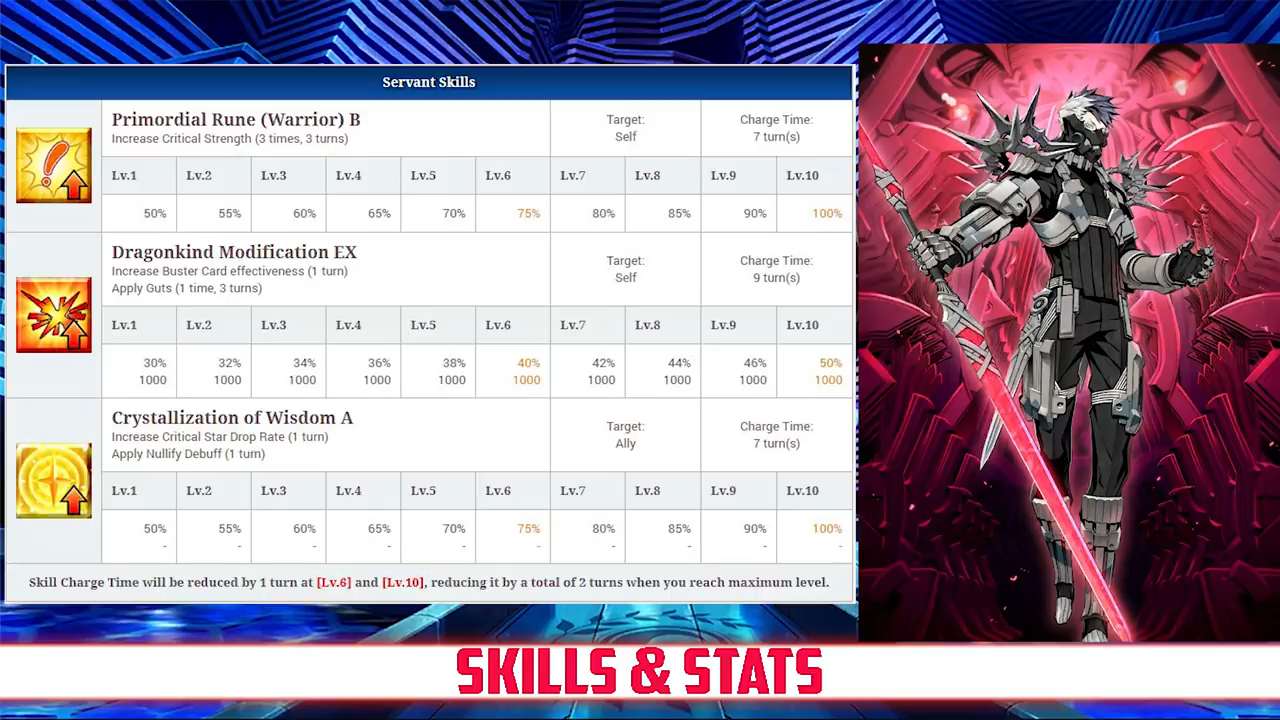 Servant Skills
Primordial Rune (Warrior) B
Increase Critical Strength (3 times, 3 turns)
Target:
Self
Charge Time:
7 turn(s)
Lv.1 Lv.2 Lv.3 Lv.4 Lv.5 Lv.6 Lv.7 Lv.8 Lv.9 Lv.10
50% 55% 60% 65% 70% 75% 80% 85% 90% 100%
Dragonkind Modification EX
Increase Buster Card effectiveness (1 turn)
Apply Guts (1 time, 3 turns)
Target:
Self
Charge Time:
9 turn(s)
Lv.1 Lv.2 Lv.3 Lv.4 Lv.5 Lv.6 Lv.7 Lv.8 Lv.9 Lv.10
30% 32% 34% 36% 38% 40% 42% 44% 46% 50%
1000 1000 1000 1000 1000 1000 1000 1000 1000 1000
Crystallization of Wisdom A
Increase Critical Star Drop Rate (1 turn)
Apply Nullify Debuff (1 turn)
Target:
Ally
Charge Time:
7 turn(s)
Lv.1 Lv.2 Lv.3 Lv.4 Lv.5 Lv.6 Lv.7 Lv.8 Lv.9 Lv.10
50% 55% 60% 65% 70% 75% 80% 85% 90% 100%
- - - - - - - - - -
Skill Charge Time will be reduced by 1 turn at [Lv.6] and [Lv.10], reducing it by a total of 2 turns when you reach maximum level.
SKILLS & STATS